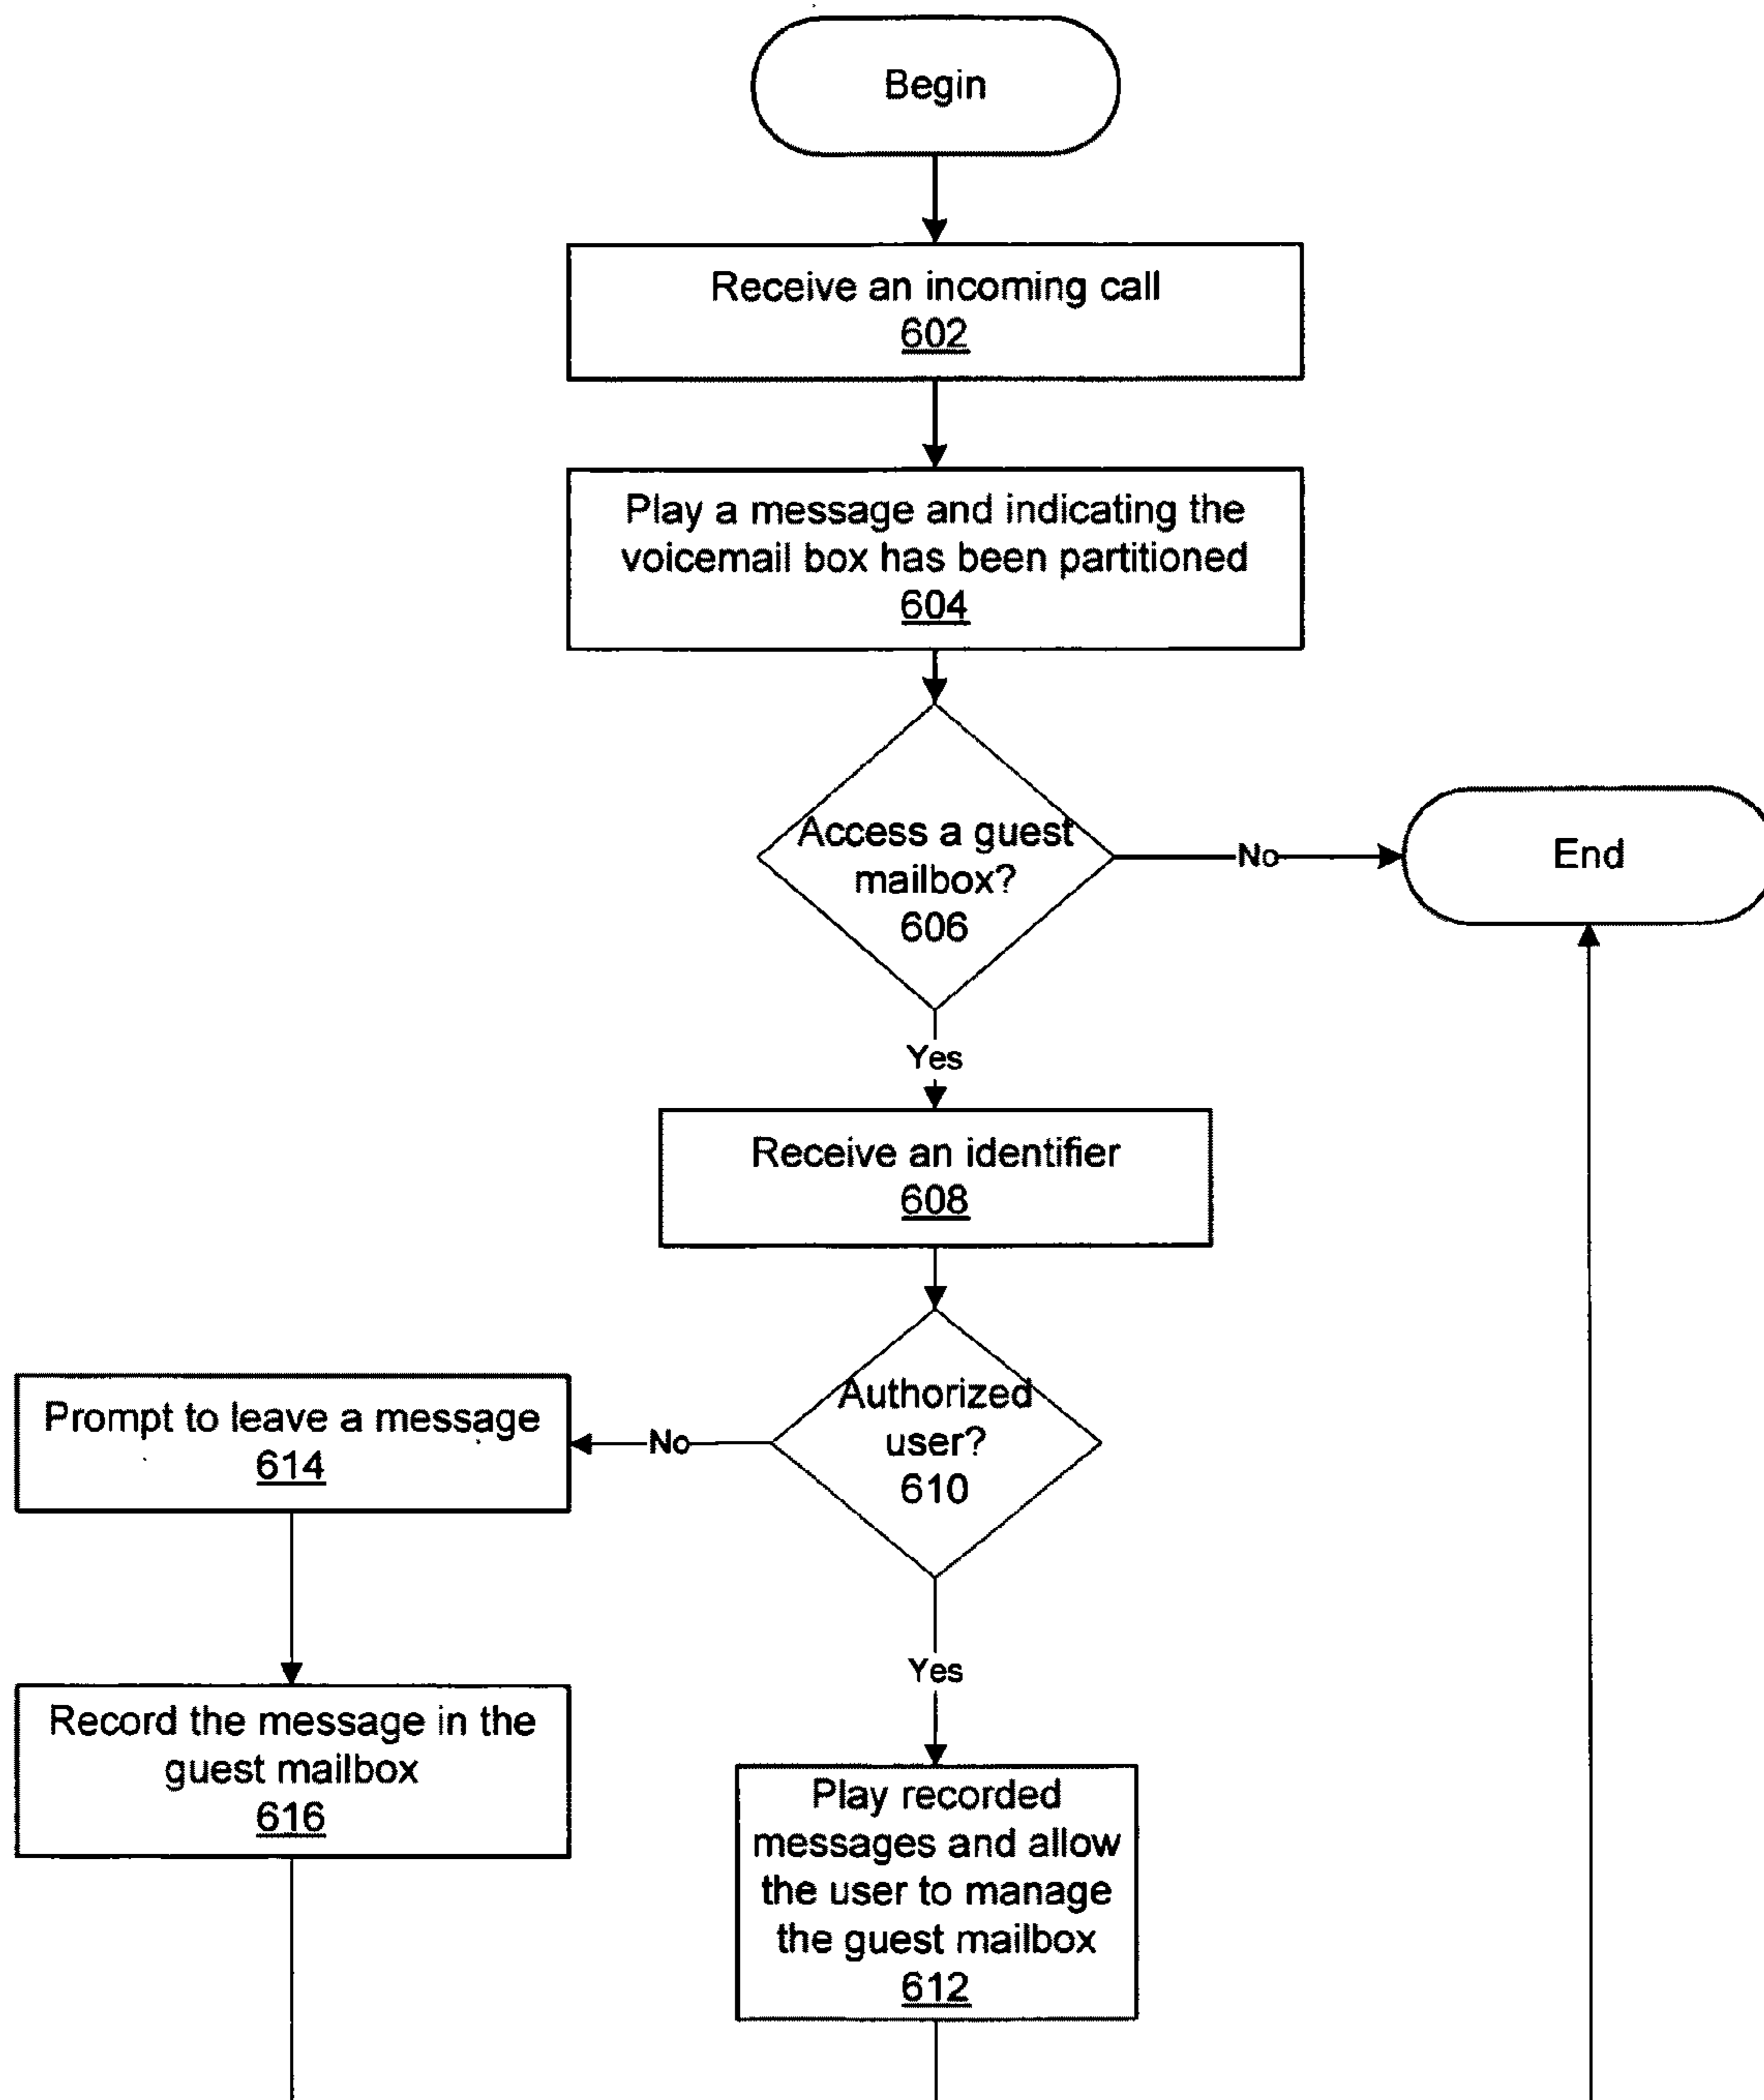 Begin
Receive an incoming call
602
Play a message and indicating the
voicemail box has been partitioned
604
Access a guest
mailbox?
606
No
End
Yes
Receive an identifier
608
Authorized
user?
610
No
Prompt to leave a message
614
Yes
Record the message in the
guest mailbox
616
Play recorded
messages and allow
the user to manage
the guest mailbox
612